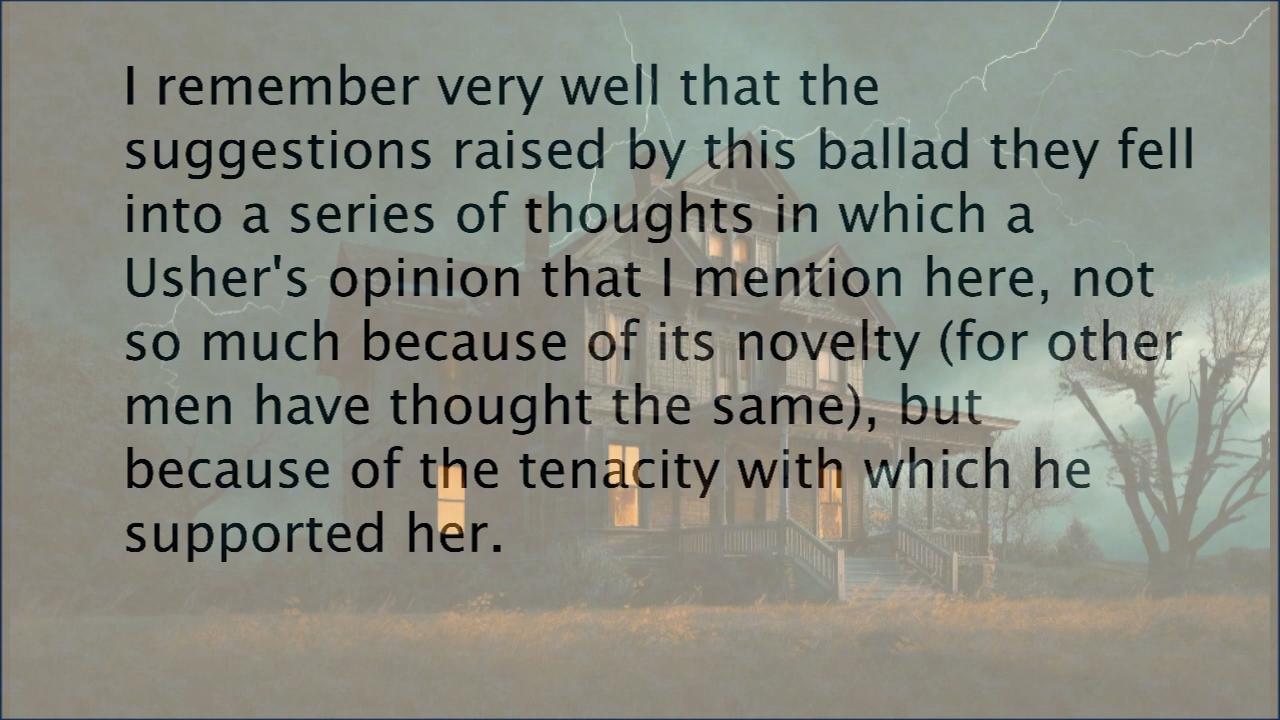 I remember very well that the
suggestions raised by this ballad they fell
into a series of thoughts in which a
Usher's opinion that I mention here, not
so much because of its novelty (for other
men have thought the same), but
because of the tenacity with which he
supported her.